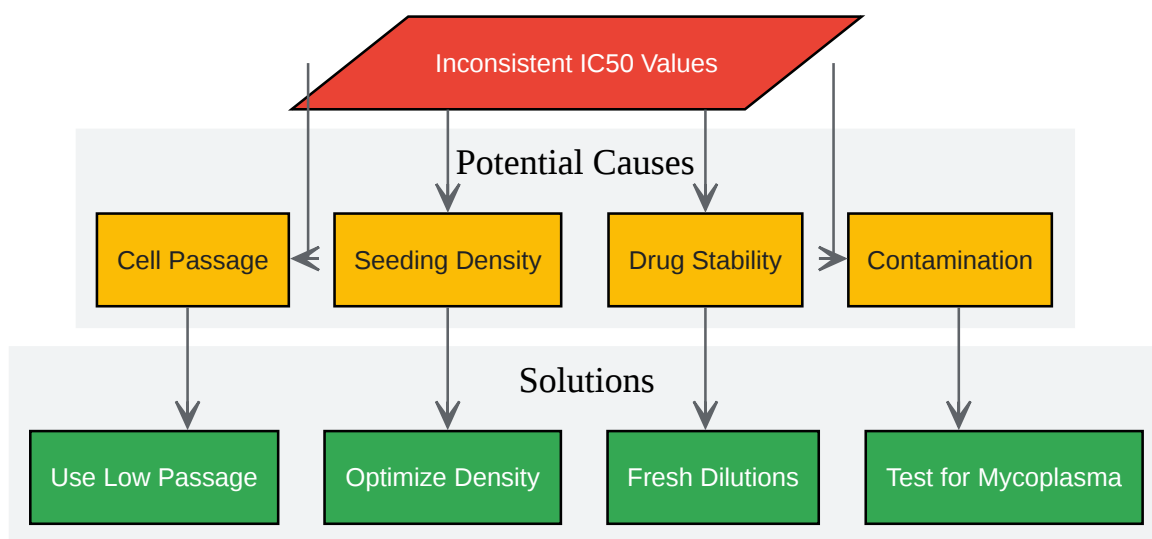 Inconsistent IC50 Values
Potential Causes
Cell Passage
Seeding Density
Drug Stability
Contamination
Solutions
Use Low Passage
Optimize Density
Fresh Dilutions
Test for Mycoplasma